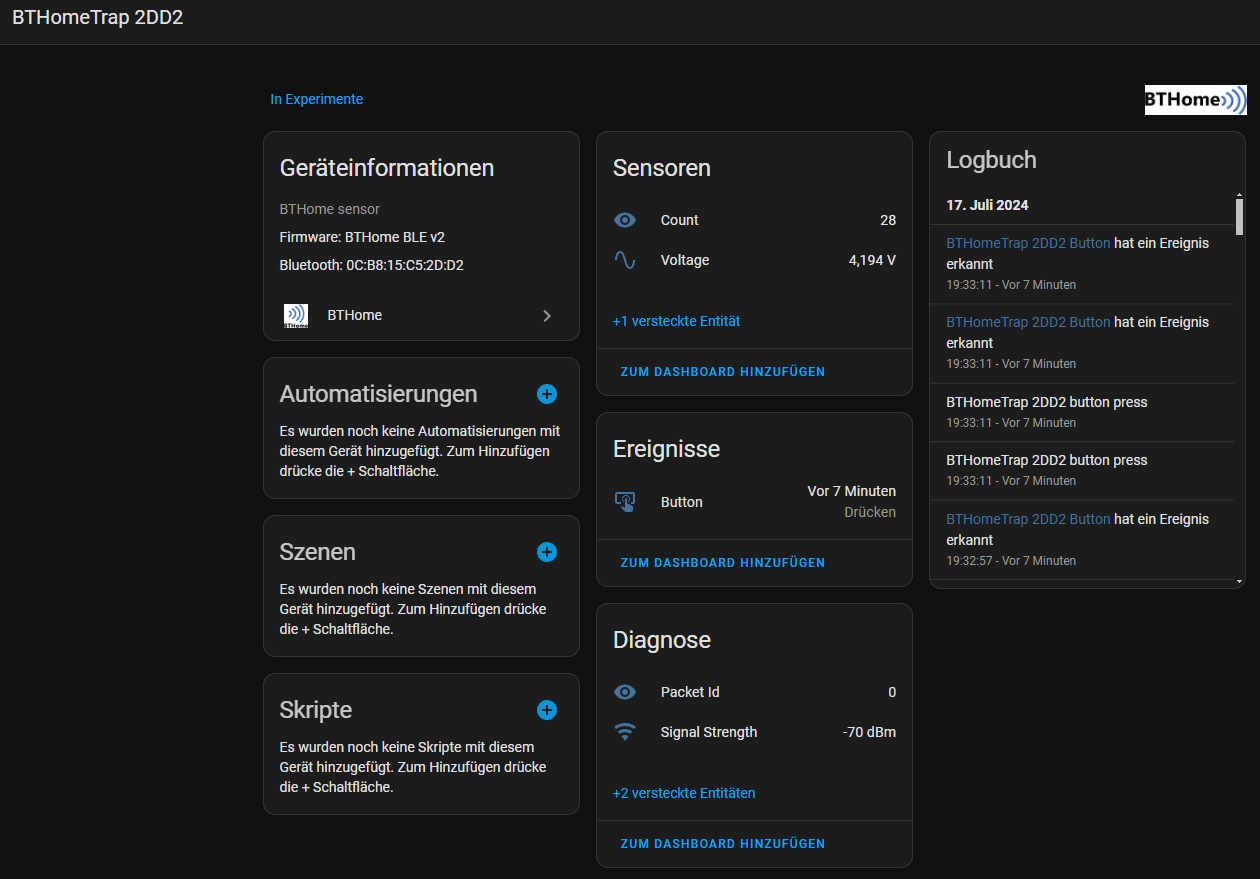 BTHomeTrap 2DD2
In Experimente
BTHome
Geräteinformationen
BTHome sensor
Firmware: BTHome BLE v2
Bluetooth: 0C:B8:15:C5:2D:D2
BTHome
BTHome
Automatisierungen
Es wurden noch keine Automatisierungen mit
diesem Gerät hinzugefügt. Zum Hinzufügen
drücke die + Schaltfläche.
Szenen
Es wurden noch keine Szenen mit diesem
Gerät hinzugefügt. Zum Hinzufügen drücke
die + Schaltfläche.
Skripte
Es wurden noch keine Skripte mit diesem
Gerät hinzugefügt. Zum Hinzufügen drücke
die + Schaltfläche.
Sensoren
Count 28
Voltage 4,194 V
+1 versteckte Entität
ZUM DASHBOARD HINZUFÜGEN
Ereignisse
Button Vor 7 Minuten
Drücken
ZUM DASHBOARD HINZUFÜGEN
Diagnose
Packet Id 0
Signal Strength -70 dBm
+2 versteckte Entitäten
ZUM DASHBOARD HINZUFÜGEN
Logbuch
17. Juli 2024
BTHomeTrap 2DD2 Button hat ein Ereignis
erkannt
19:33:11 - Vor 7 Minuten
BTHomeTrap 2DD2 Button hat ein Ereignis
erkannt
19:33:11 - Vor 7 Minuten
BTHomeTrap 2DD2 button press
19:33:11 - Vor 7 Minuten
BTHomeTrap 2DD2 button press
19:33:11 - Vor 7 Minuten
BTHomeTrap 2DD2 Button hat ein Ereignis
erkannt
19:32:57 - Vor 7 Minuten